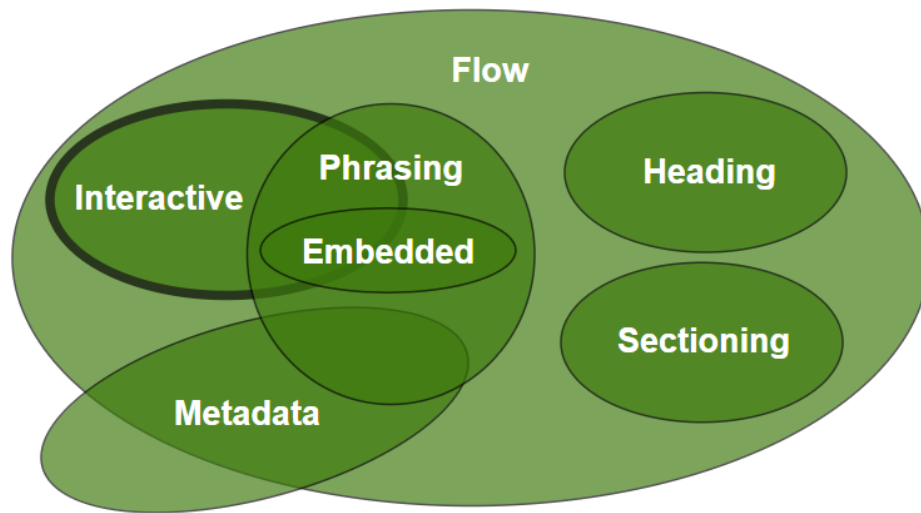 Flow
Phrasing
Heading
Interactive
Embedded
Sectioning
Metadata